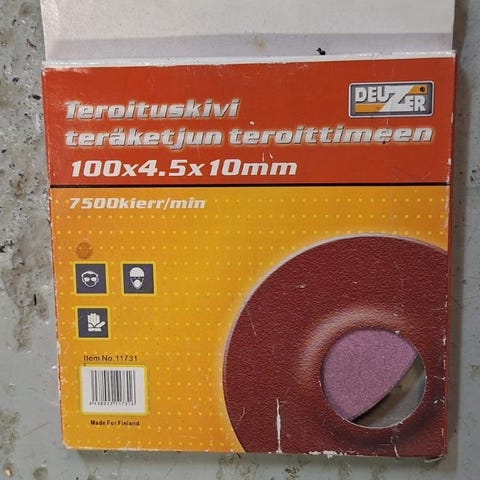 DEUZER
Teroituskivi
teräketjun teroittimeen
100x4.5x10mm
7500kierr/min
Item No.11731
Made For Finland